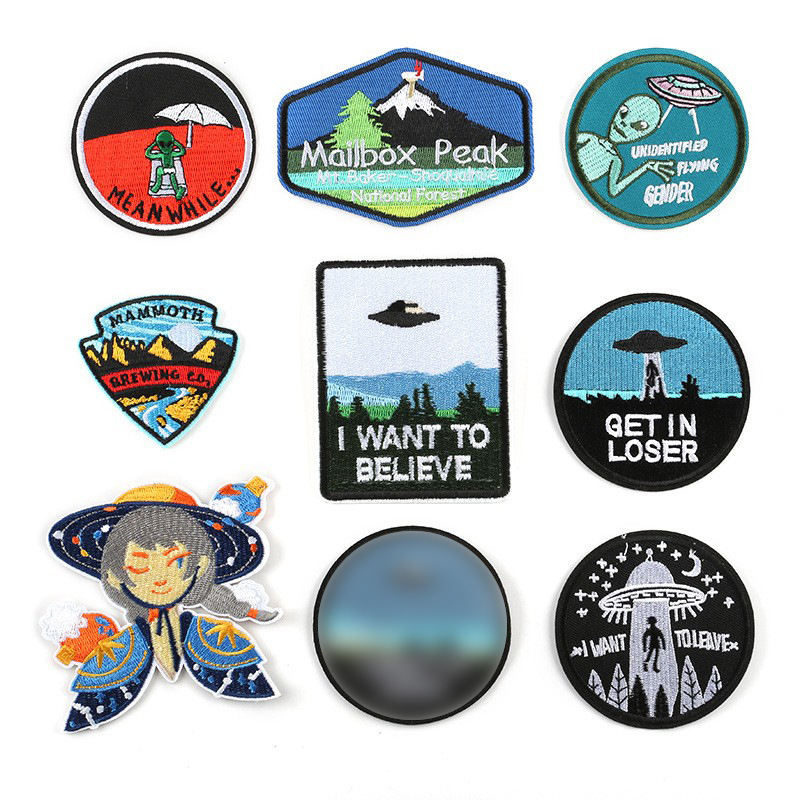 MEANWHILE...
Mailbox Peak
Mt. Baker - Snoqualmie
National Forest
UNIDENTIFIED
FLYING
GENDER
MAMMOTH
BREWING CO.
I WANT TO
BELIEVE
GET IN
LOSER
I WANT TO LEAVE